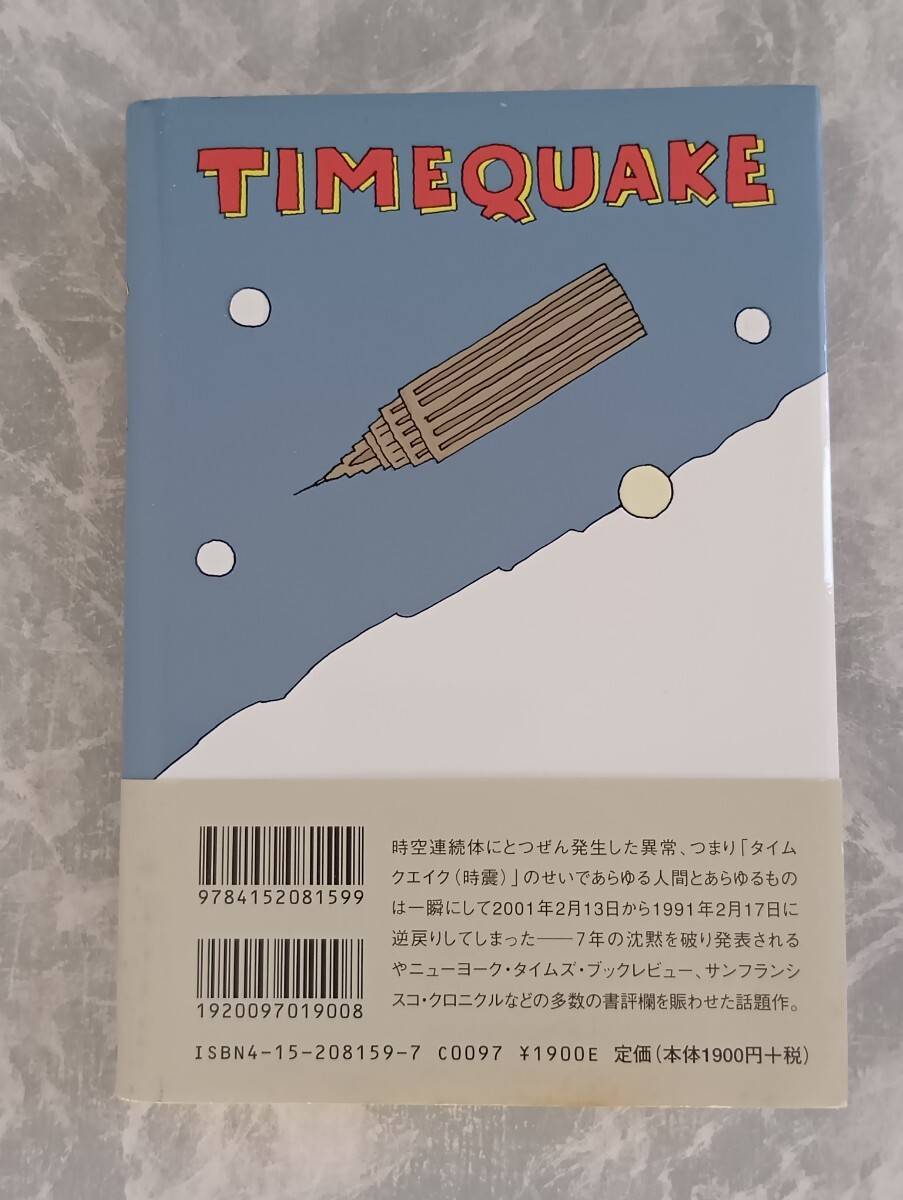 TIMEQUAKE
時空連続体にとつぜん発生した異常、つまり「タイム
クエイク(時震)」のせいであらゆる人間とあらゆるもの
は一瞬にして2001年2月13日から1991年2月17日に
逆戻りしてしまった——7年の沈黙を破り発表される
やニューヨーク・タイムズ・ブックレビュー、サンフランシ
スコ・クロニクルなどの多数の書評欄を賑わせた話題作。
9784152081599
1920097019008
ISBN4-15-208159-7 C0097 ¥1900E 定価(本体1900円+税)